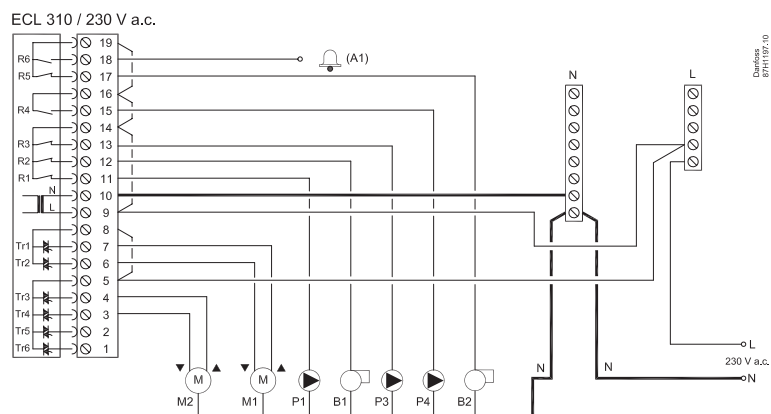 ECL 310 / 230 V a.c.
Danfoss
87H1197.10
19
R6 18 (A1)
R5 17
N L
16
R4 15
14
R3 13
R2 12
R1 11
N 10
L 9
8
Tr1 7
Tr2 6
5
Tr3 4
Tr4 3
Tr5 2
L
Tr6 1
230 V a.c.
N N N
M M
M2 M1 P1 B1 P3 P4 B2